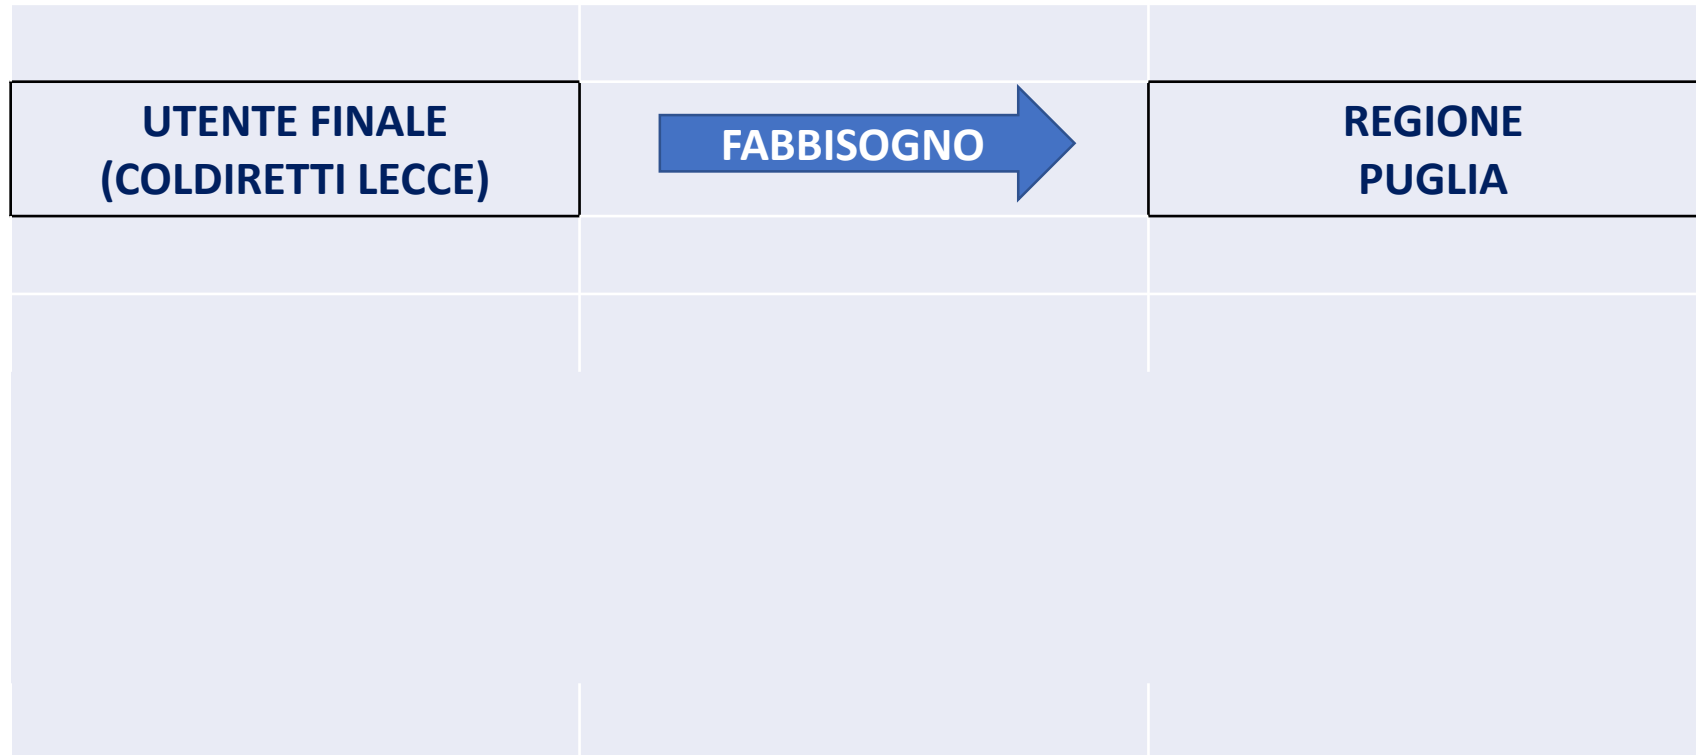 UTENTE FINALE
(COLDIRETTI LECCE)
FABBISOGNO
REGIONE
PUGLIA